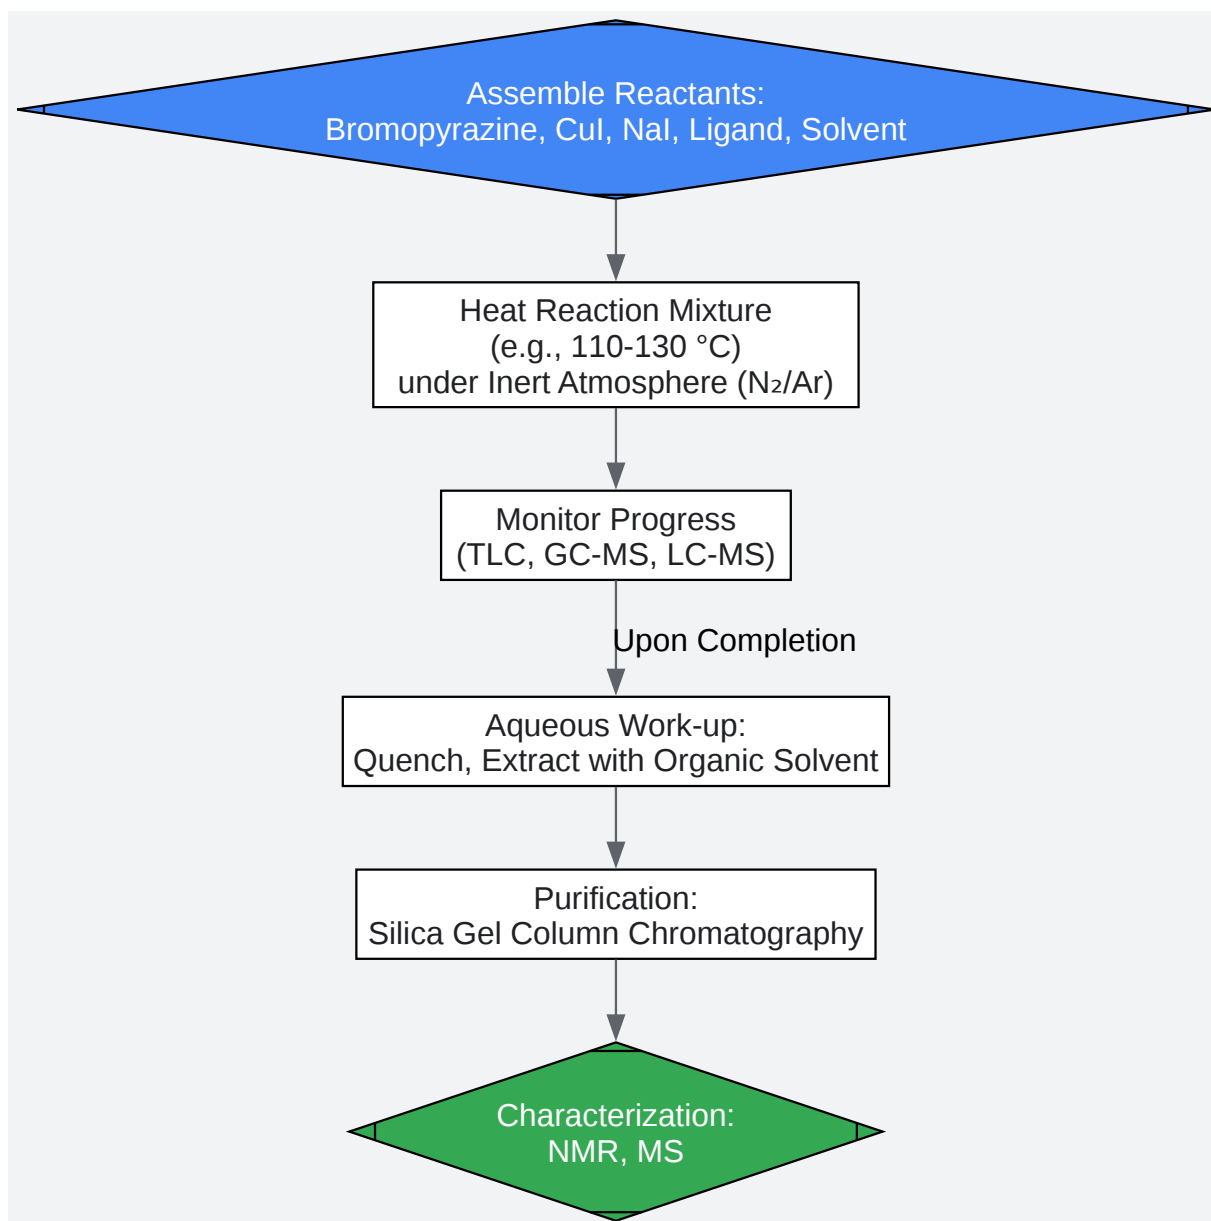 Assemble Reactants:
Bromopyrazine, CuI, NaI, Ligand, Solvent
Heat Reaction Mixture
(e.g., 110-130 °C)
under Inert Atmosphere (N₂/Ar)
Monitor Progress
(TLC, GC-MS, LC-MS)
Upon Completion
Aqueous Work-up:
Quench, Extract with Organic Solvent
Purification:
Silica Gel Column Chromatography
Characterization:
NMR, MS